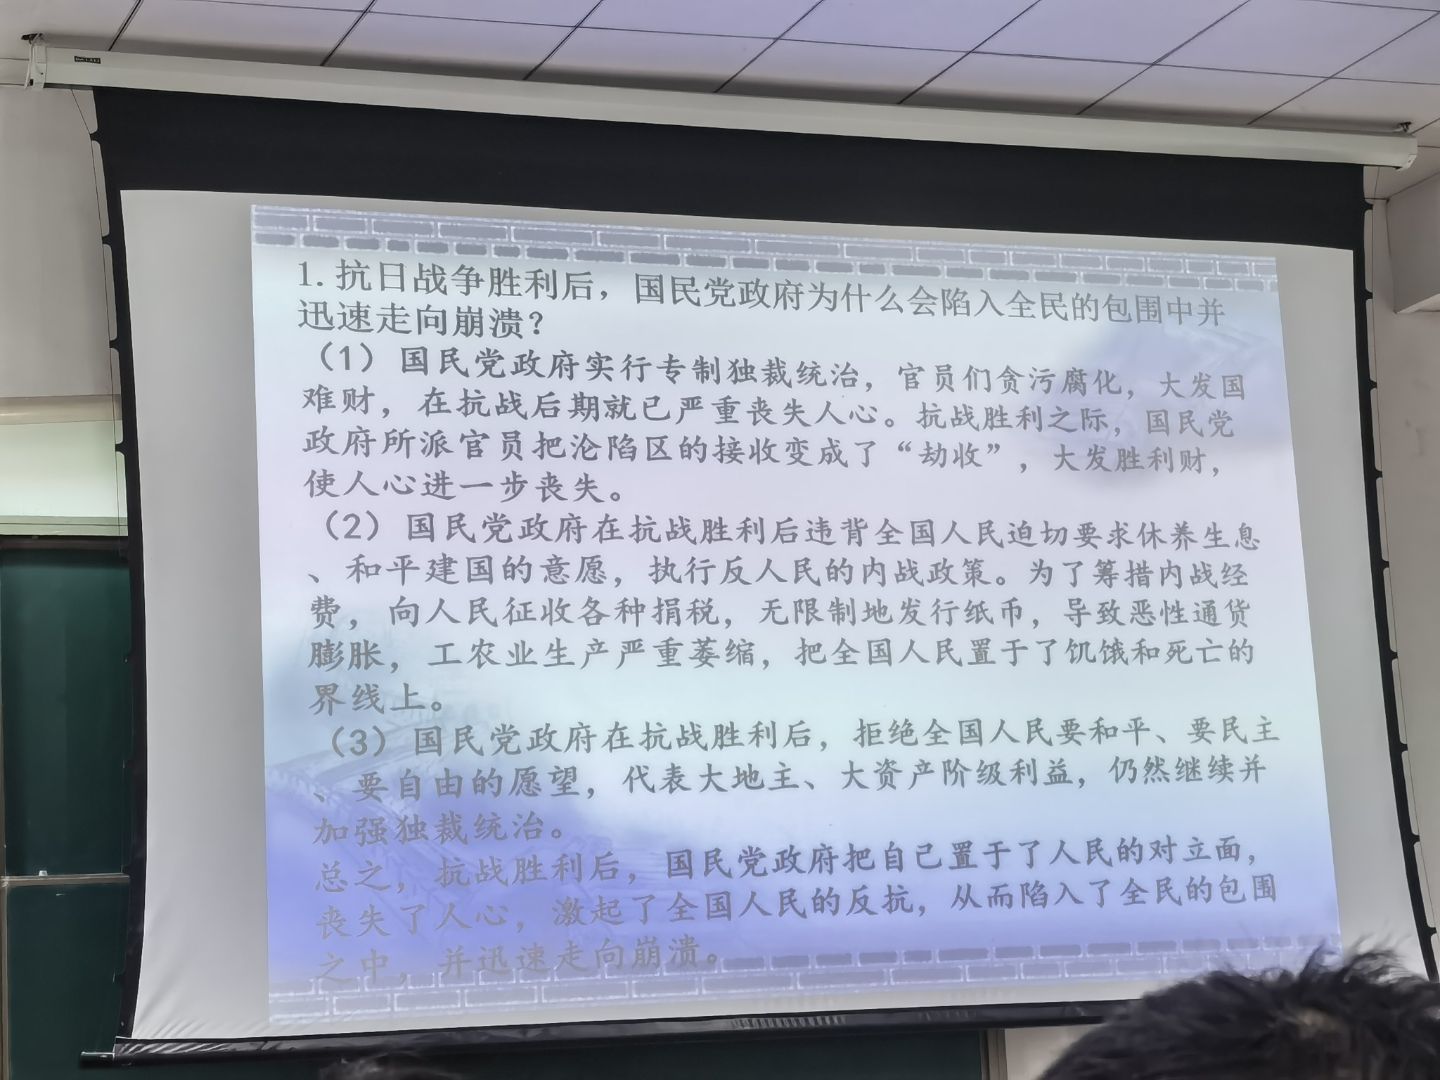 1. 抗日战争胜利后，国民党政府为什么会陷入全民的包围中并
迅速走向崩溃？
（1）国民党政府实行专制独裁统治，官员们贪污腐化，大发国
难财，在抗战后期就已严重丧失人心。抗战胜利之际，国民党
政府所派官员把沦陷区的接收变成了“劫收”，大发胜利财，
使人心进一步丧失。
（2）国民党政府在抗战胜利后违背全国人民迫切要求休养生息
、和平建国的意愿，执行反人民的内战政策。为了筹措内战经
费，向人民征收各种捐税，无限制地发行纸币，导致恶性通货
膨胀，工农业生产严重萎缩，把全国人民置于了饥饿和死亡的
界线上。
（3）国民党政府在抗战胜利后，拒绝全国人民要和平、要民主
、要自由的愿望，代表大地主、大资产阶级利益，仍然继续并
加强独裁统治。
总之，抗战胜利后，国民党政府把自己置于了人民的对立面，
丧失了人心，激起了全国人民的反抗，从而陷入了全民的包围
之中，并迅速走向崩溃。